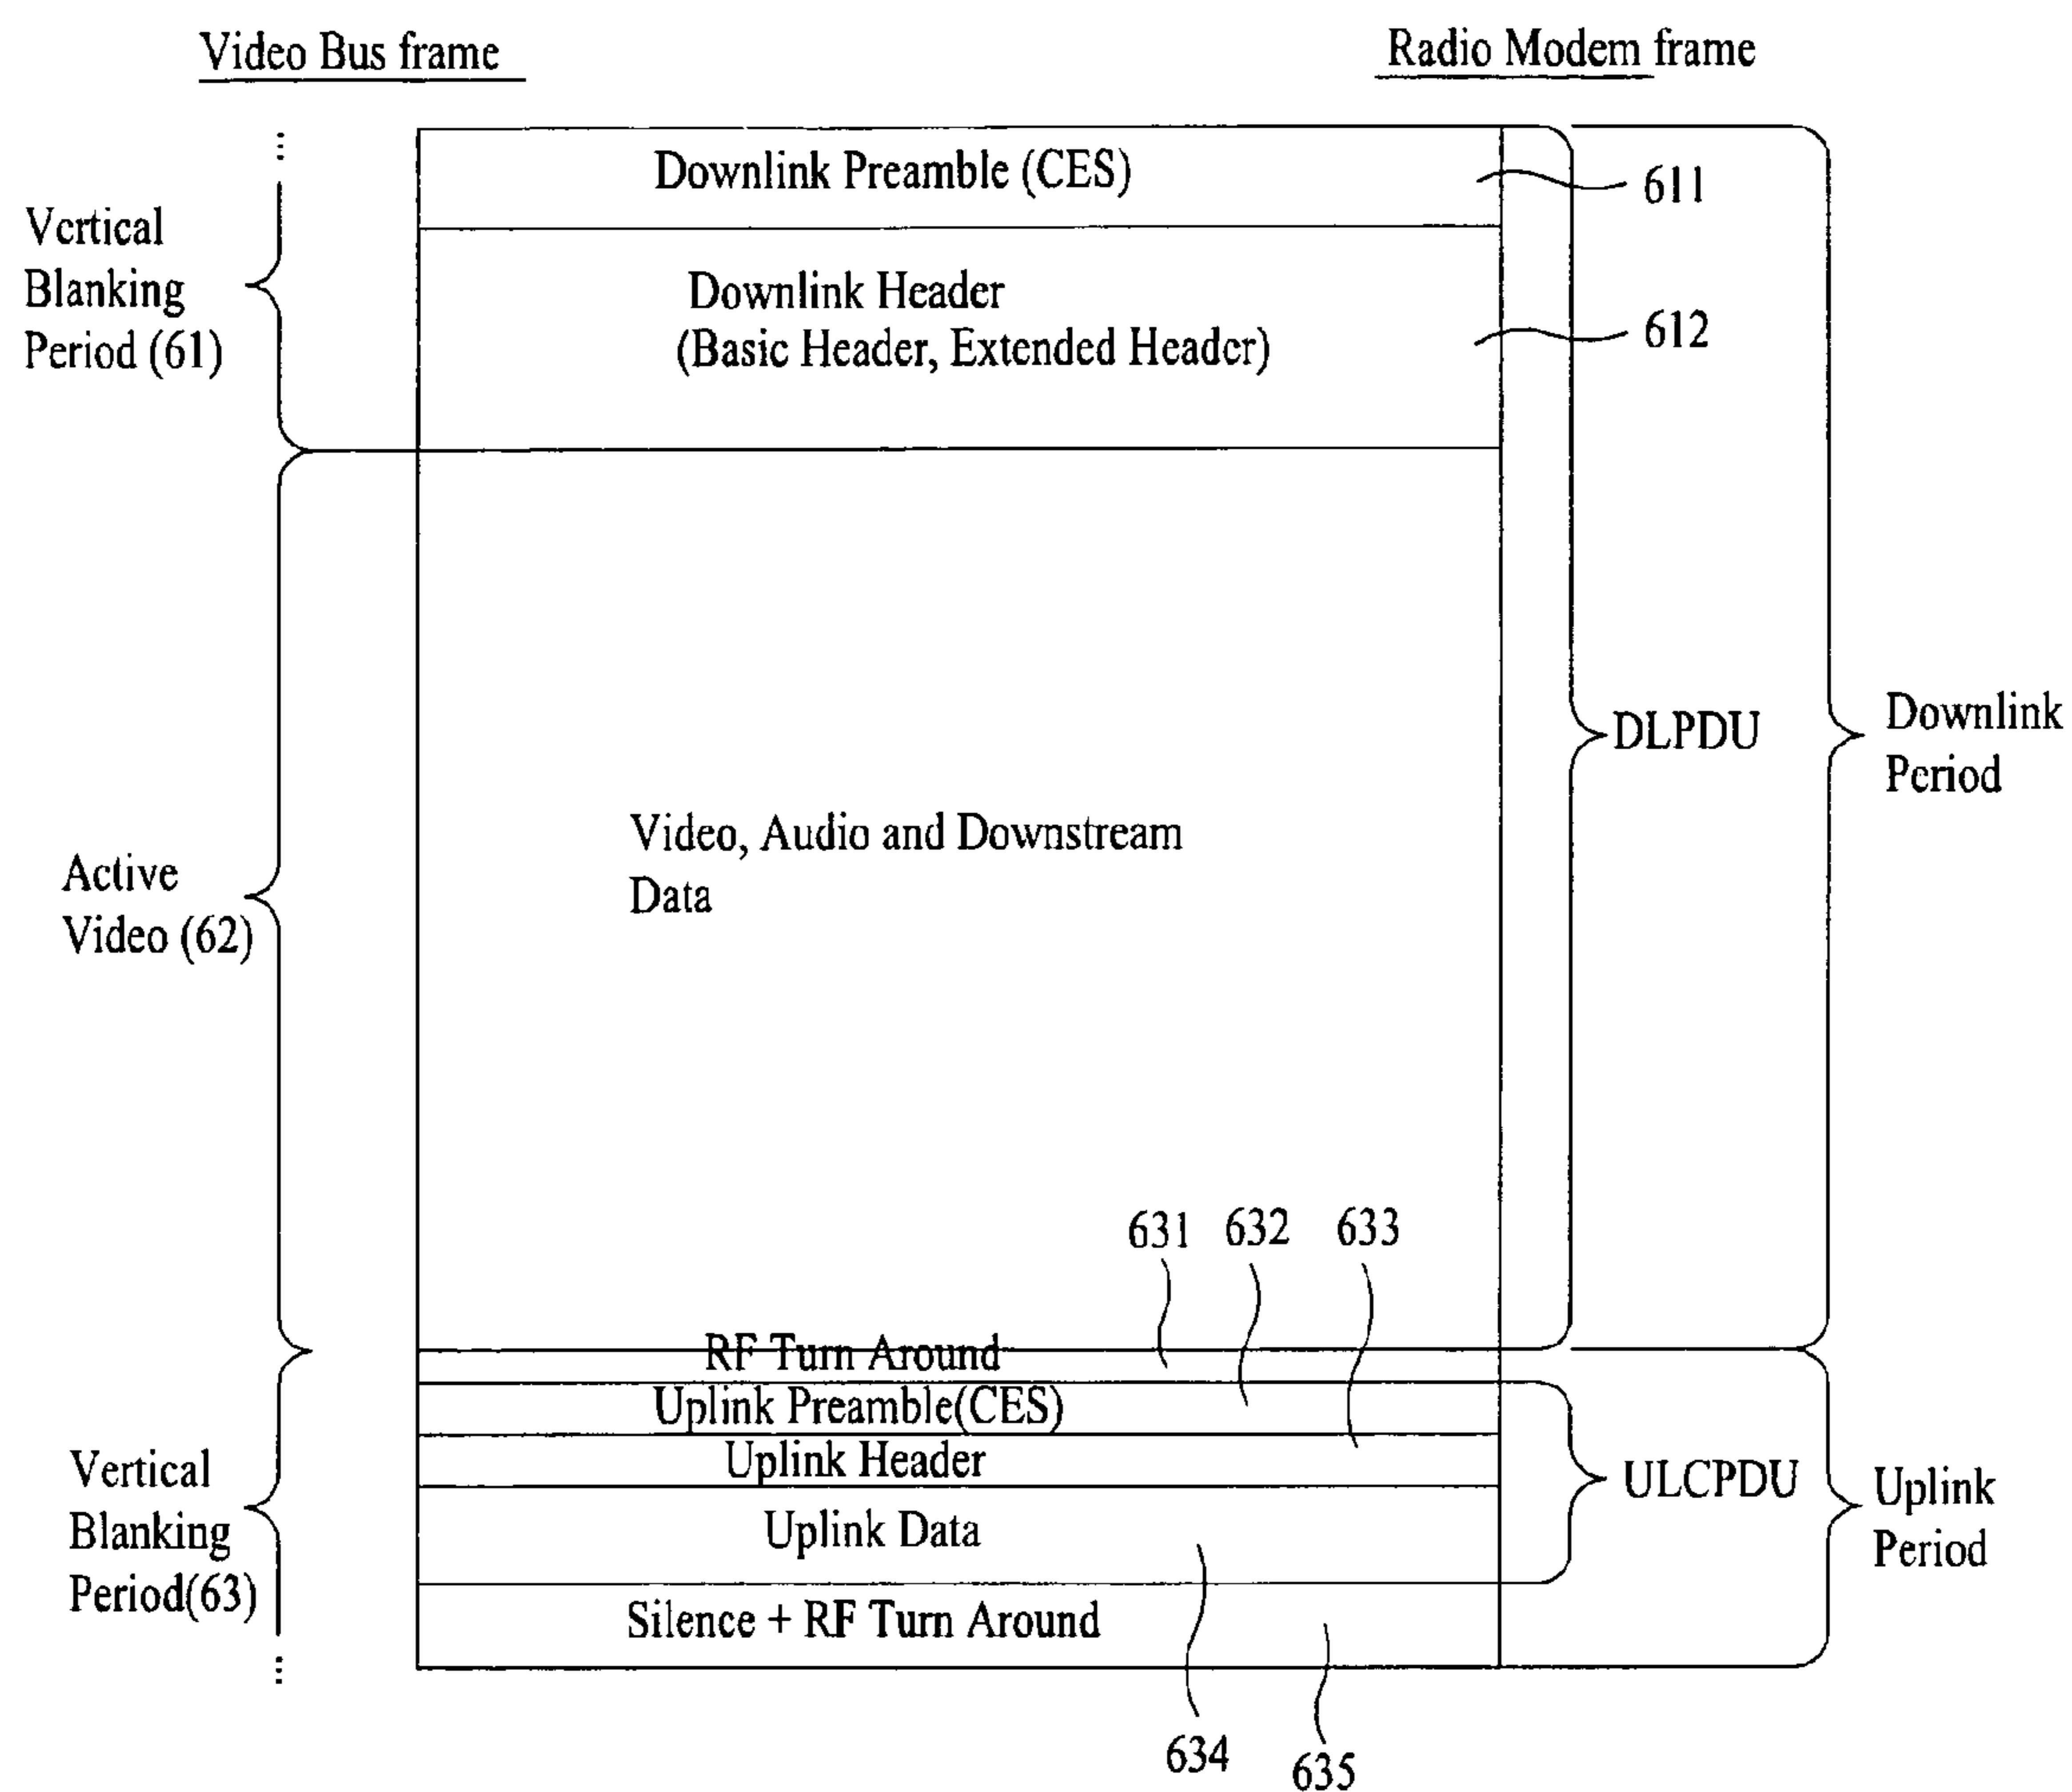 Video Bus frame
Radio Modem frame
...
Vertical
Blanking
Period (61)
Downlink Preamble (CES)
611
Downlink Header
(Basic Header, Extended Header)
612
DLPDU
Downlink
Period
Video, Audio and Downstream
Data
Active
Video (62)
631
632
633
RF Turn Around
Uplink Preamble(CES)
Uplink Header
Uplink Data
Silence + RF Turn Around
Vertical
Blanking
Period(63)
...
ULCPDU
Uplink
Period
634
635